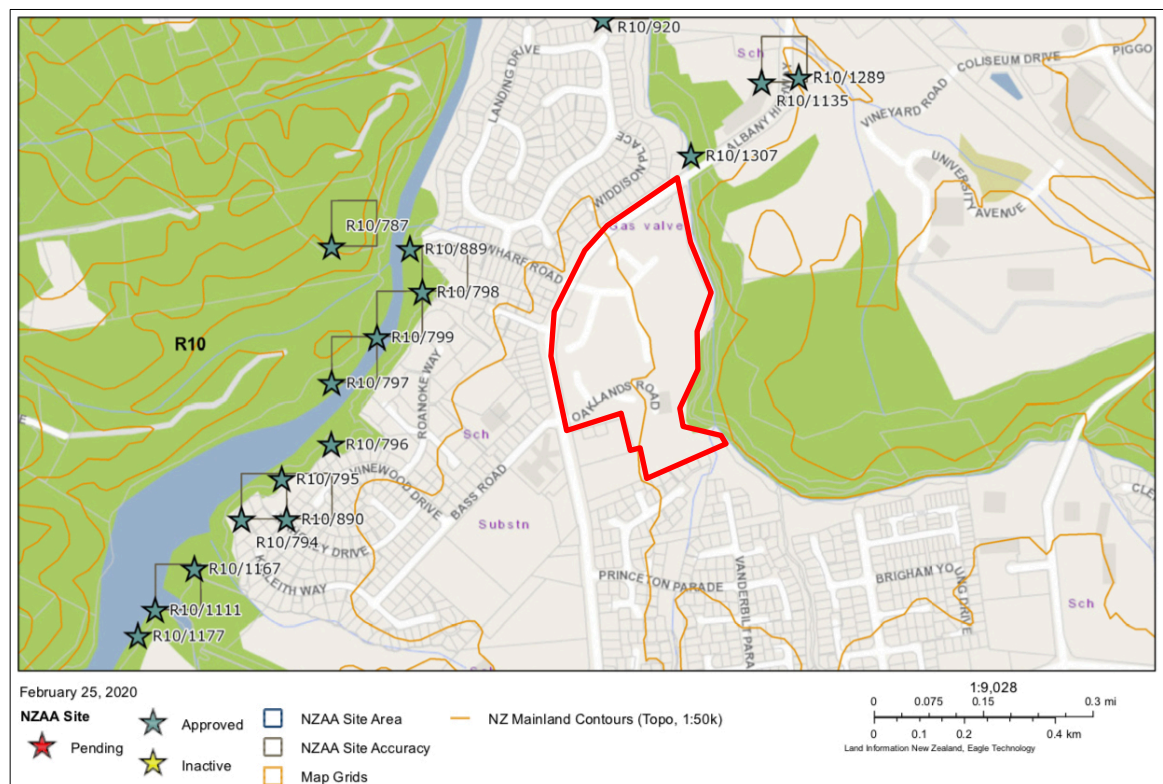 R10/920
Sch
R10/1289
R10/1135
COLISEUM DRIVE
PIGGO
LANDING DRIVE
ALBANY HIGHWAY
VINEYARD ROAD
R10/1307
WIDDISON PLACE
UNIVERSITY AVENUE
R10/787
Gas valve
R10/889
WHARF ROAD
R10/798
R10
R10/799
R10/797
ROANOKE WAY
OAKLANDS ROAD
R10/796
Sch
R10/795
VINEWOOD DRIVE
BASS ROAD
R10/890
Substn
R10/794
LEY DRIVE
LEITH WAY
R10/1167
PRINCETON PARADE
VANDERBILT PARA
BRIGHAM YOUNG DRIVE
CLE
Sch
R10/1111
R10/1177
Sch
February 25, 2020
NZAA Site
Pending
Approved
Inactive
NZAA Site Area
NZAA Site Accuracy
Map Grids
NZ Mainland Contours (Topo, 1:50k)
1:9,028
0 0.075 0.15 0.3 mi
0 0.1 0.2 0.4 km
Land Information New Zealand, Eagle Technology